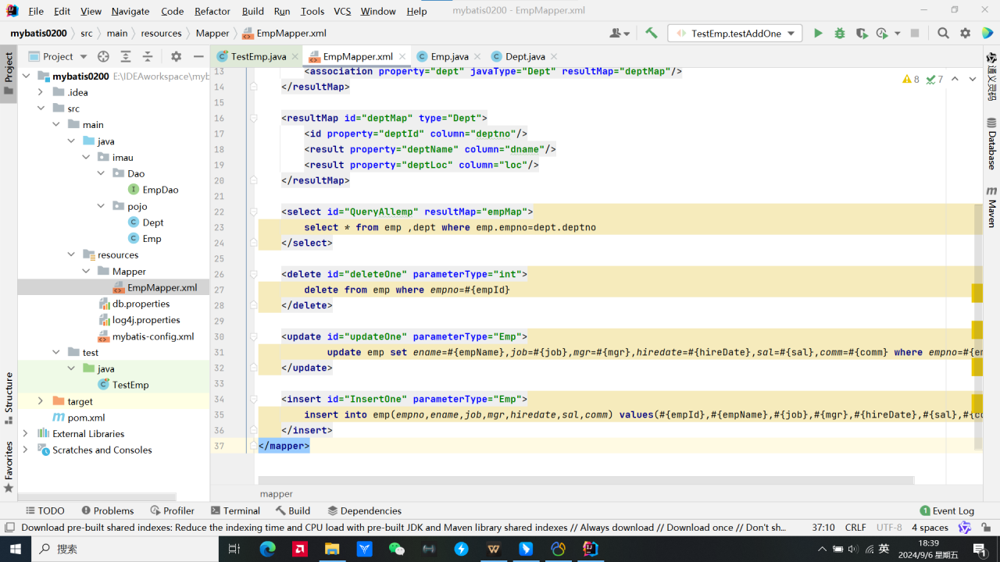 File Edit View Navigate Code Refactor Build Run Tools VCS Window Help mybatis0200 - EmpMapper.xml
mybatis0200 src main resources Mapper EmpMapper.xml TestEmp.testAddOne
Project TestEmp.java EmpMapper.xml Emp.java Dept.java
Project
Structure
Favorites
mybatis0200 E:\IDEAworkspace\myb
.idea
src
main
java
imau
Dao
EmpDao
pojo
Dept
Emp
resources
Mapper
EmpMapper.xml
db.properties
log4j.properties
mybatis-config.xml
test
java
TestEmp
target
pom.xml
External Libraries
Scratches and Consoles
8 7
13 <association property="dept" javaType="Dept" resultMap="deptMap"/>
14 </resultMap>
15
16 <resultMap id="deptMap" type="Dept">
17 <id property="deptId" column="deptno"/>
18 <result property="deptName" column="dname"/>
19 <result property="deptLoc" column="loc"/>
20 </resultMap>
21
22 <select id="QueryAllemp" resultMap="empMap">
23 select * from emp ,dept where emp.empno=dept.deptno
24 </select>
25
26 <delete id="deleteOne" parameterType="int">
27 delete from emp where empno=#{empId}
28 </delete>
29
30 <update id="updateOne" parameterType="Emp">
31 update emp set ename=#{empName},job=#{job},mgr=#{mgr},hiredate=#{hireDate},sal=#{sal},comm=#{comm} where empno=#{em
32 </update>
33
34 <insert id="InsertOne" parameterType="Emp">
35 insert into emp(empno,ename,job,mgr,hiredate,sal,comm) values(#{empId},#{empName},#{job},#{mgr},#{hireDate},#{sal},#{co
36 </insert>
37 </mapper>
mapper
通义灵码
Database
Maven
TODO Problems Profiler Terminal Build Dependencies 1 Event Log
Download pre-built shared indexes: Reduce the indexing time and CPU load with pre-built JDK and Maven library shared indexes // Always download // Download once // Don't sh... 37:10 CRLF UTF-8 4 spaces
搜索 英 18:39
2024/9/6 星期五 1